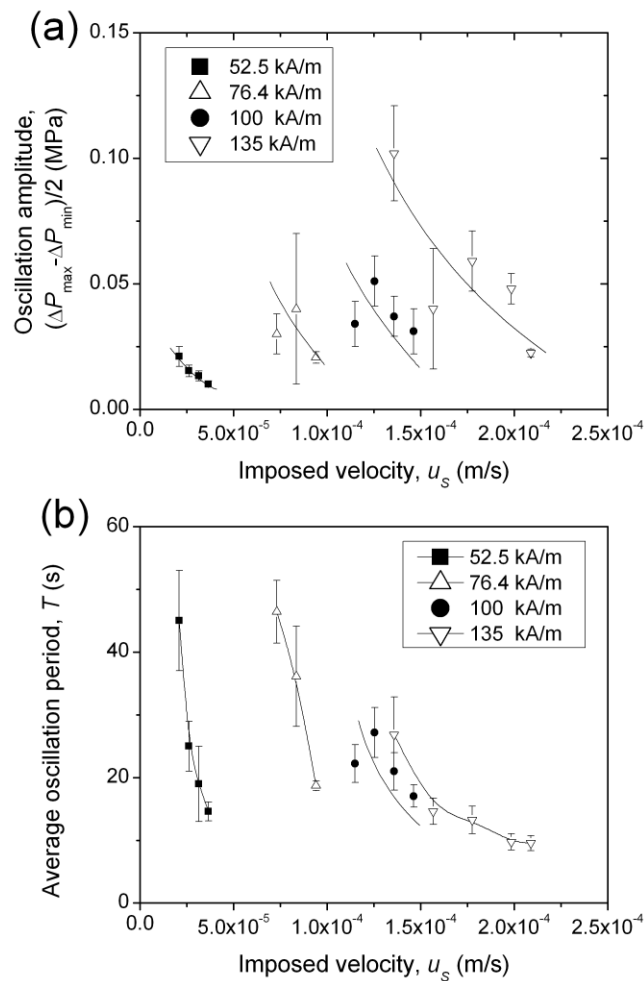 (a)
0.15
0.10
0.05
0.00
Oscillation amplitude,
(ΔP_max-ΔP_min)/2 (MPa)
52.5 kA/m
76.4 kA/m
100 kA/m
135 kA/m
0.0 5.0x10^-5 1.0x10^-4 1.5x10^-4 2.0x10^-4 2.5x10^-4
Imposed velocity, u_S (m/s)
(b)
60
40
20
0
Average oscillation period, T (s)
52.5 kA/m
76.4 kA/m
100 kA/m
135 kA/m
0.0 5.0x10^-5 1.0x10^-4 1.5x10^-4 2.0x10^-4 2.5x10^-4
Imposed velocity, u_S (m/s)